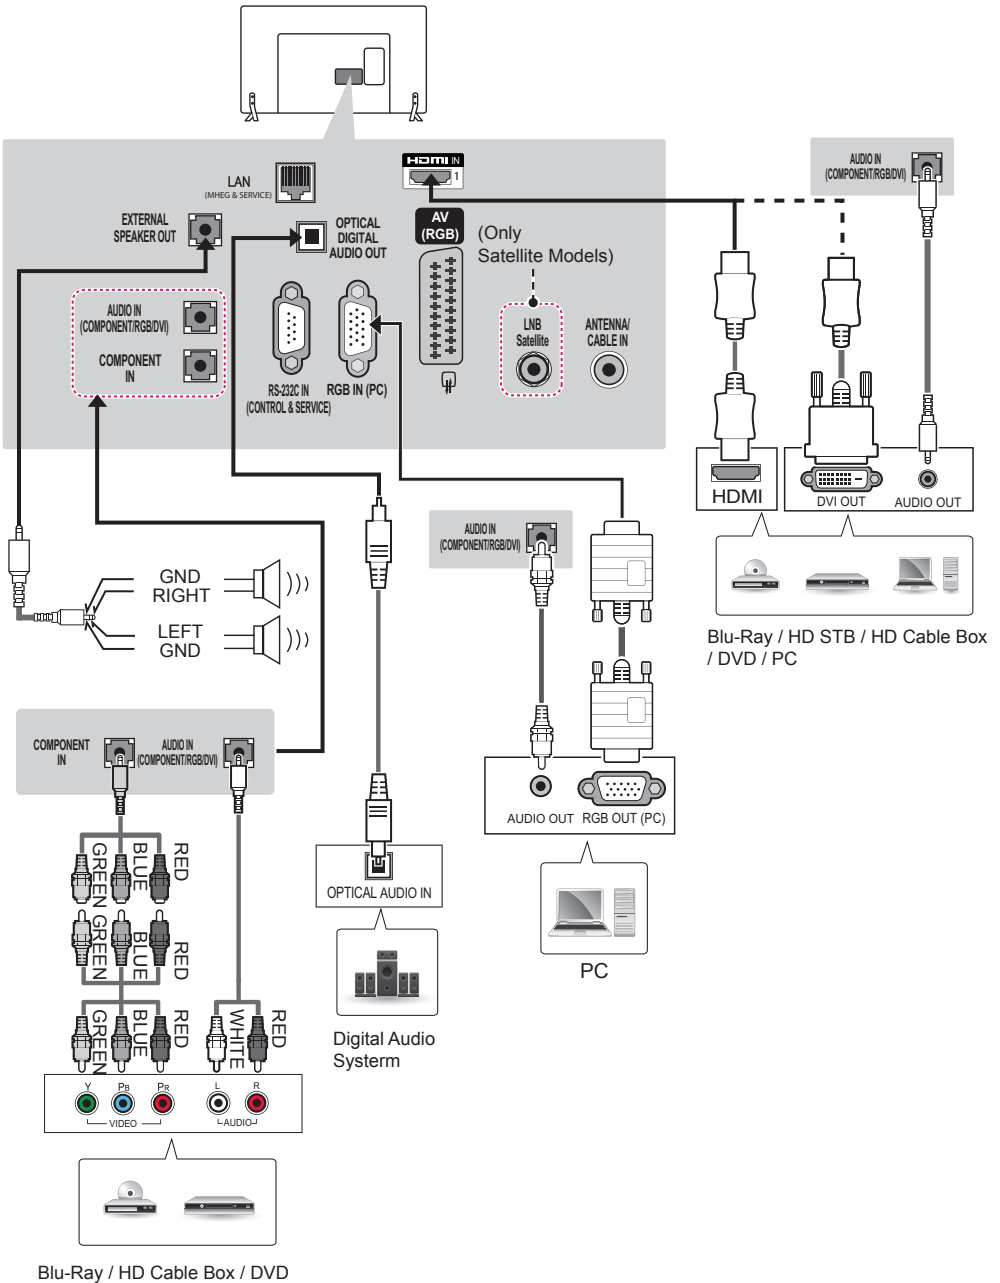 HDMI IN
1
LAN
(MHEG & SERVICE)
EXTERNAL
SPEAKER OUT
OPTICAL
DIGITAL
AUDIO OUT
AV
(RGB)
(Only
Satellite Models)
AUDIO IN
(COMPONENT/RGB/DVI)
COMPONENT
IN
RS-232C IN
(CONTROL & SERVICE)
RGB IN (PC)
LNB
Satellite
ANTENNA/
CABLE IN
AUDIO IN
(COMPONENT/RGB/DVI)
HDMI
DVI OUT
AUDIO OUT
Blu-Ray / HD STB / HD Cable Box
/ DVD / PC
GND
RIGHT
LEFT
GND
AUDIO IN
(COMPONENT/RGB/DVI)
AUDIO OUT
RGB OUT (PC)
PC
COMPONENT
IN
AUDIO IN
(COMPONENT/RGB/DVI)
GREEN
BLUE
RED
GREEN
BLUE
RED
GREEN
BLUE
RED
WHITE
RED
OPTICAL AUDIO IN
Digital Audio
Systerm
Y
PB
PR
L
R
VIDEO
AUDIO
Blu-Ray / HD Cable Box / DVD